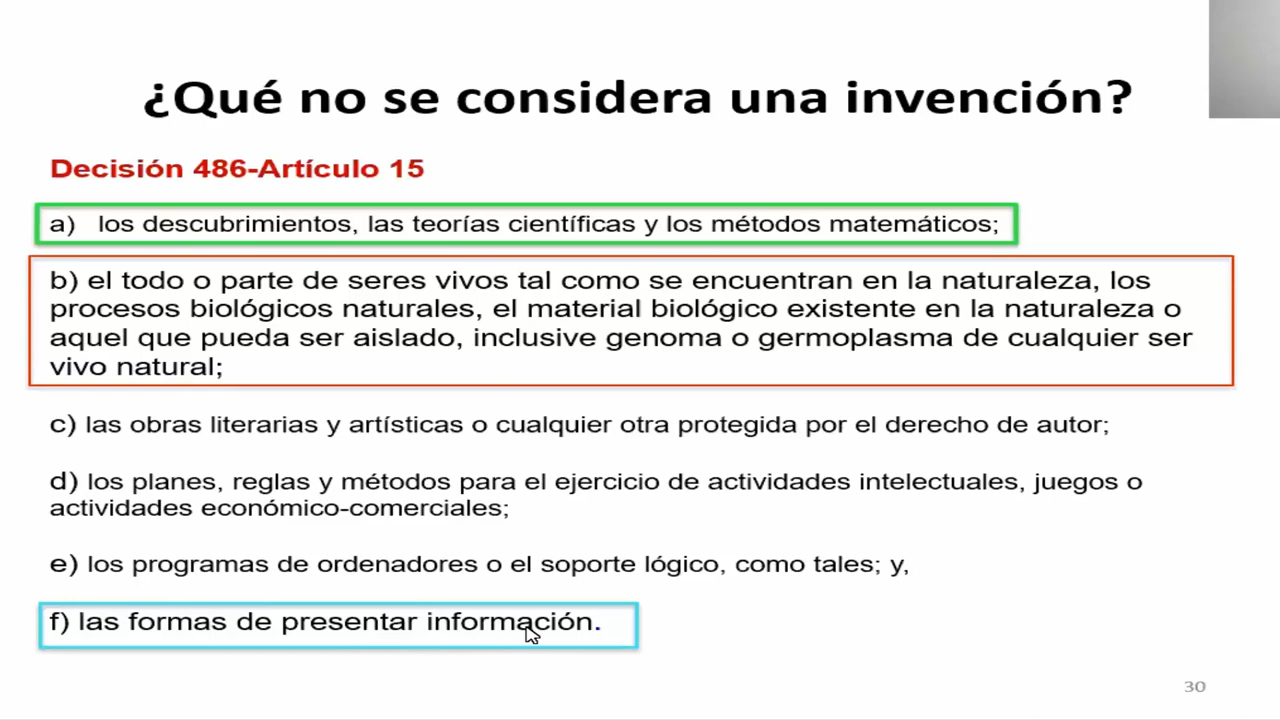 ¿Qué no se considera una invención?
Decisión 486-Artículo 15
a) los descubrimientos, las teorías científicas y los métodos matemáticos;
b) el todo o parte de seres vivos tal como se encuentran en la naturaleza, los
procesos biológicos naturales, el material biológico existente en la naturaleza o
aquel que pueda ser aislado, inclusive genoma o germoplasma de cualquier ser
vivo natural;
c) las obras literarias y artísticas o cualquier otra protegida por el derecho de autor;
d) los planes, reglas y métodos para el ejercicio de actividades intelectuales, juegos o
actividades económico-comerciales;
e) los programas de ordenadores o el soporte lógico, como tales; y,
f) las formas de presentar información.
30